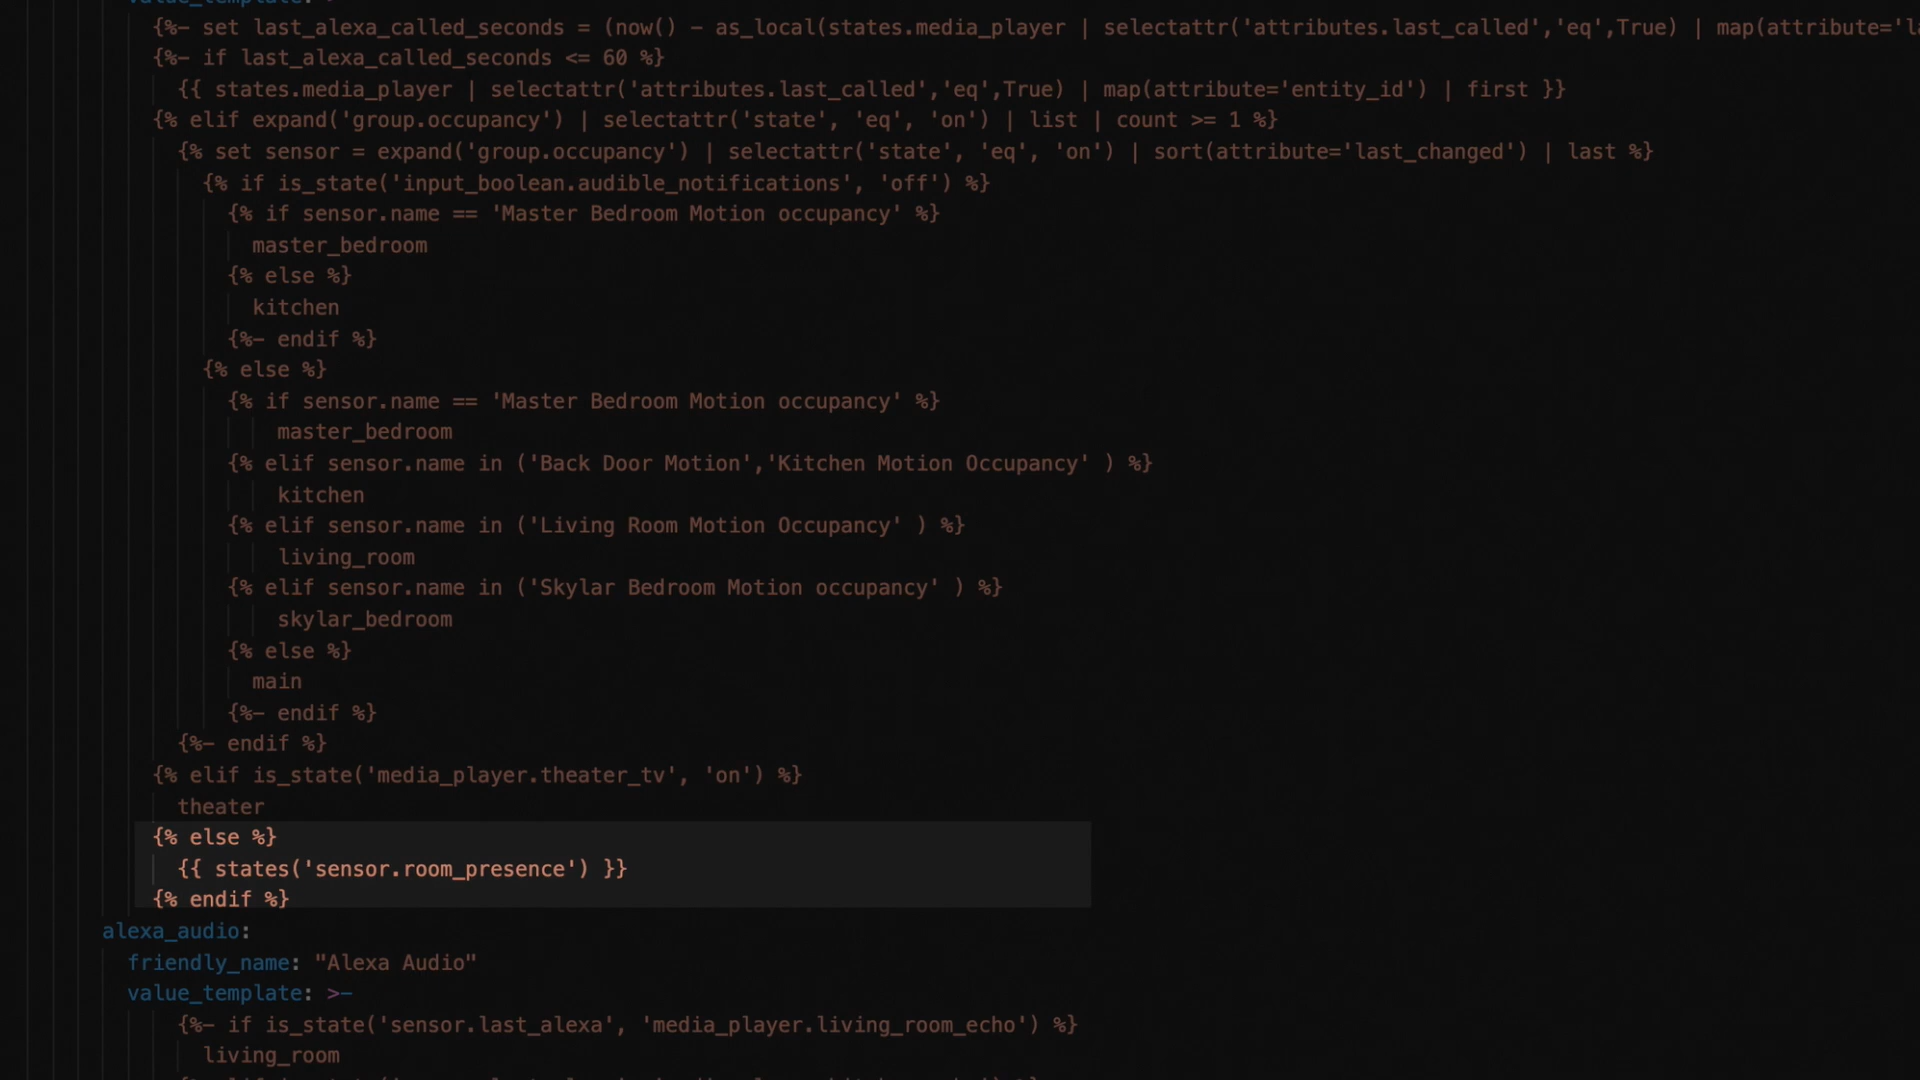 value_template: >-
{%- set last_alexa_called_seconds = (now() - as_local(states.media_player | selectattr('attributes.last_called','eq',True) | map(attribute='la
{%- if last_alexa_called_seconds <= 60 %}
{{ states.media_player | selectattr('attributes.last_called','eq',True) | map(attribute='entity_id') | first }}
{% elif expand('group.occupancy') | selectattr('state', 'eq', 'on') | list | count >= 1 %}
{% set sensor = expand('group.occupancy') | selectattr('state', 'eq', 'on') | sort(attribute='last_changed') | last %}
{% if is_state('input_boolean.audible_notifications', 'off') %}
{% if sensor.name == 'Master Bedroom Motion occupancy' %}
master_bedroom
{% else %}
kitchen
{%- endif %}
{% else %}
{% if sensor.name == 'Master Bedroom Motion occupancy' %}
master_bedroom
{% elif sensor.name in ('Back Door Motion','Kitchen Motion Occupancy' ) %}
kitchen
{% elif sensor.name in ('Living Room Motion Occupancy' ) %}
living_room
{% elif sensor.name in ('Skylar Bedroom Motion occupancy' ) %}
skylar_bedroom
{% else %}
main
{%- endif %}
{%- endif %}
{% elif is_state('media_player.theater_tv', 'on') %}
theater
{% else %}
{{ states('sensor.room_presence') }}
{% endif %}
alexa_audio:
friendly_name: "Alexa Audio"
value_template: >-
{%- if is_state('sensor.last_alexa', 'media_player.living_room_echo') %}
living_room